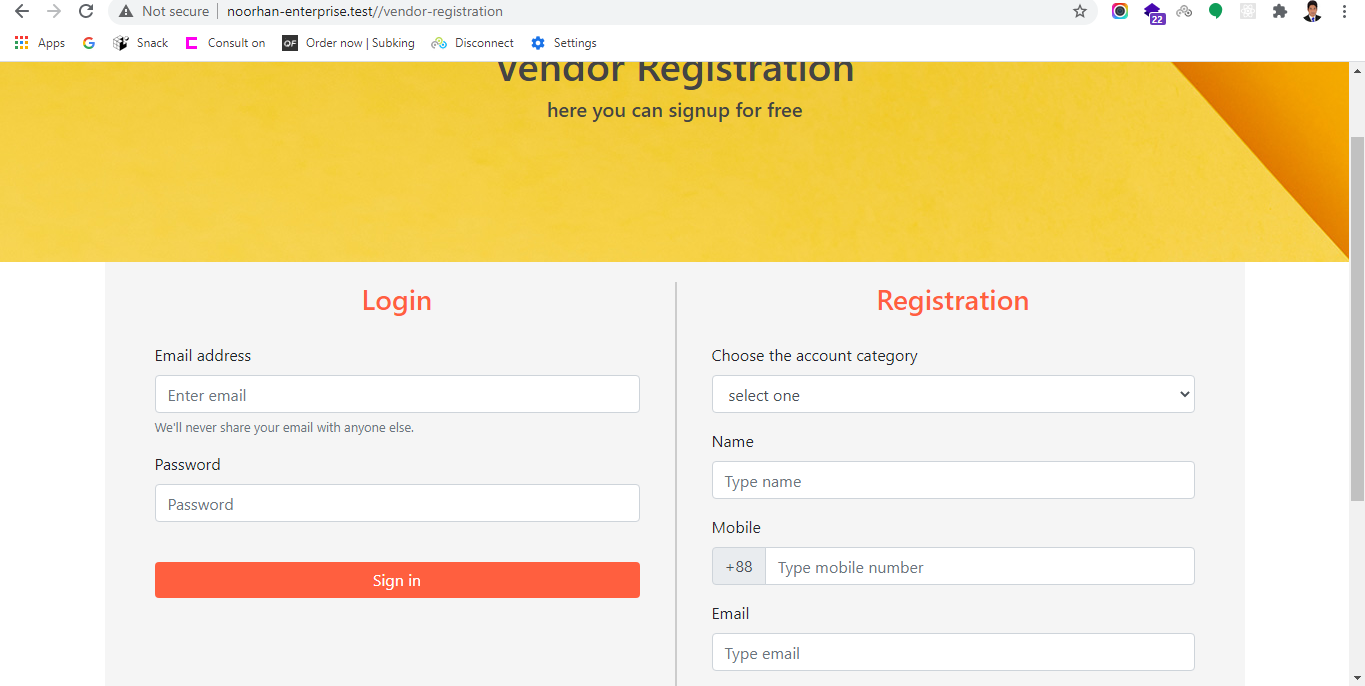 Not secure noorhan-enterprise.test//vendor-registration
22
Apps Snack Consult on QF Order now | Subking Disconnect Settings
Vendor Registration
here you can signup for free
Login
Email address
Enter email
We'll never share your email with anyone else.
Password
Password
Sign in
Registration
Choose the account category
select one
Name
Type name
Mobile
+88 Type mobile number
Email
Type email